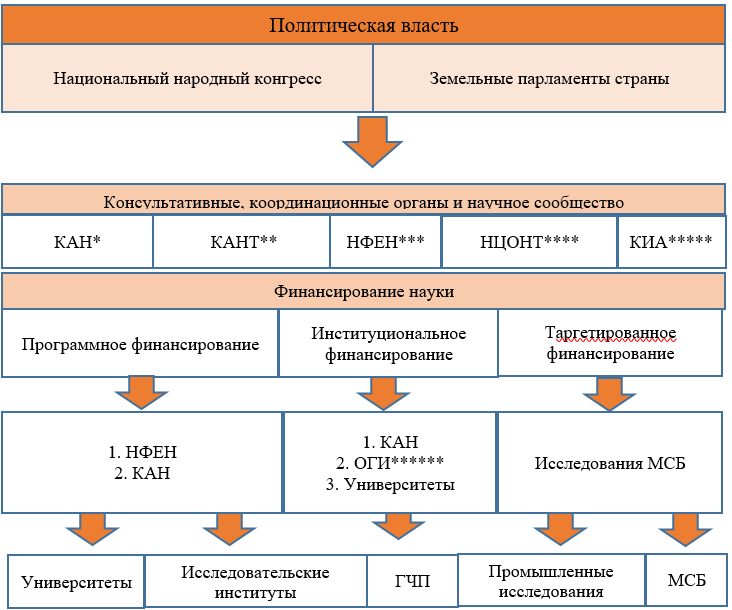 Политическая власть
Национальный народный конгресс
Земельные парламенты страны
Консультативные, координационные органы и научное сообщество
КАН*
КАНТ**
НФЕН***
НЦОНТ****
КИА*****
Финансирование науки
Программное финансирование
Институциональное
финансирование
Таргетированное
финансирование
1. НФЕН
2. КАН
1. КАН
2. ОГИ******
3. Университеты
Исследования МСБ
Университеты
Исследовательские
институты
ГЧП
Промышленные
исследования
МСБ